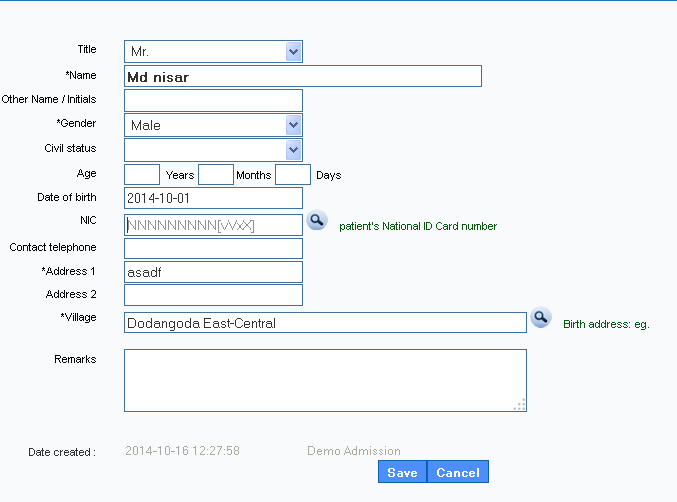 Title Mr.
*Name Md nisar
Other Name / Initials
*Gender Male
Civil status
Age Years Months Days
Date of birth 2014-10-01
NIC NNNNNNNNN[vVxX] patient's National ID Card number
Contact telephone
*Address 1 asadf
Address 2
*Village Dodangoda East-Central Birth address: eg.
Remarks
Date created : 2014-10-16 12:27:58 Demo Admission
Save Cancel